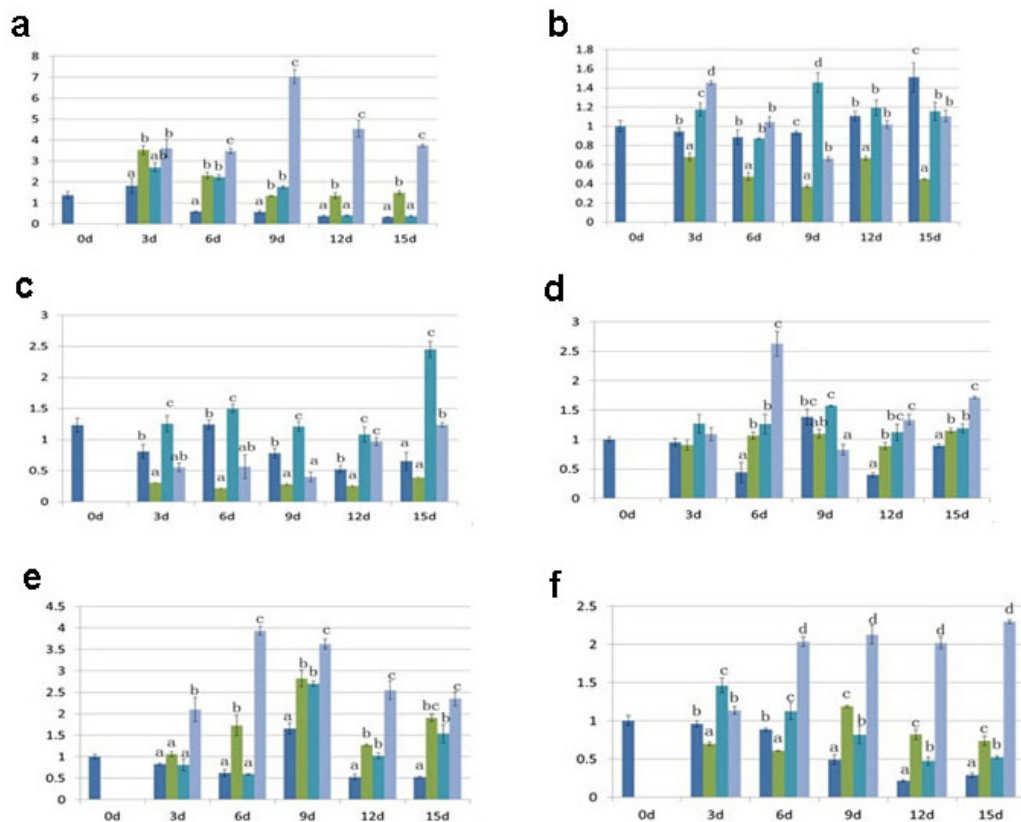 a
8
7
6
5
4
3
2
1
0
a b ab b
a b b c
a b b c
a b a c
a b a c
0d 3d 6d 9d 12d 15d
b
1.8
1.6
1.4
1.2
1
0.8
0.6
0.4
0.2
0
b a c d
b a b b
c a d b
b a b b
c a b b
0d 3d 6d 9d 12d 15d
c
3
2.5
2
1.5
1
0.5
0
b a c ab
b a c ab
b a c a
b a c c
a a c b
0d 3d 6d 9d 12d 15d
d
3
2.5
2
1.5
1
0.5
0
a b b c
bc ab c a
a b bc c
a b b c
0d 3d 6d 9d 12d 15d
e
4.5
4
3.5
3
2.5
2
1.5
1
0.5
0
a a a b
a b a c
a b b c
a b b c
a bc b c
0d 3d 6d 9d 12d 15d
f
2.5
2
1.5
1
0.5
0
b a c b
b a c d
a c b d
a c b d
a c b d
0d 3d 6d 9d 12d 15d